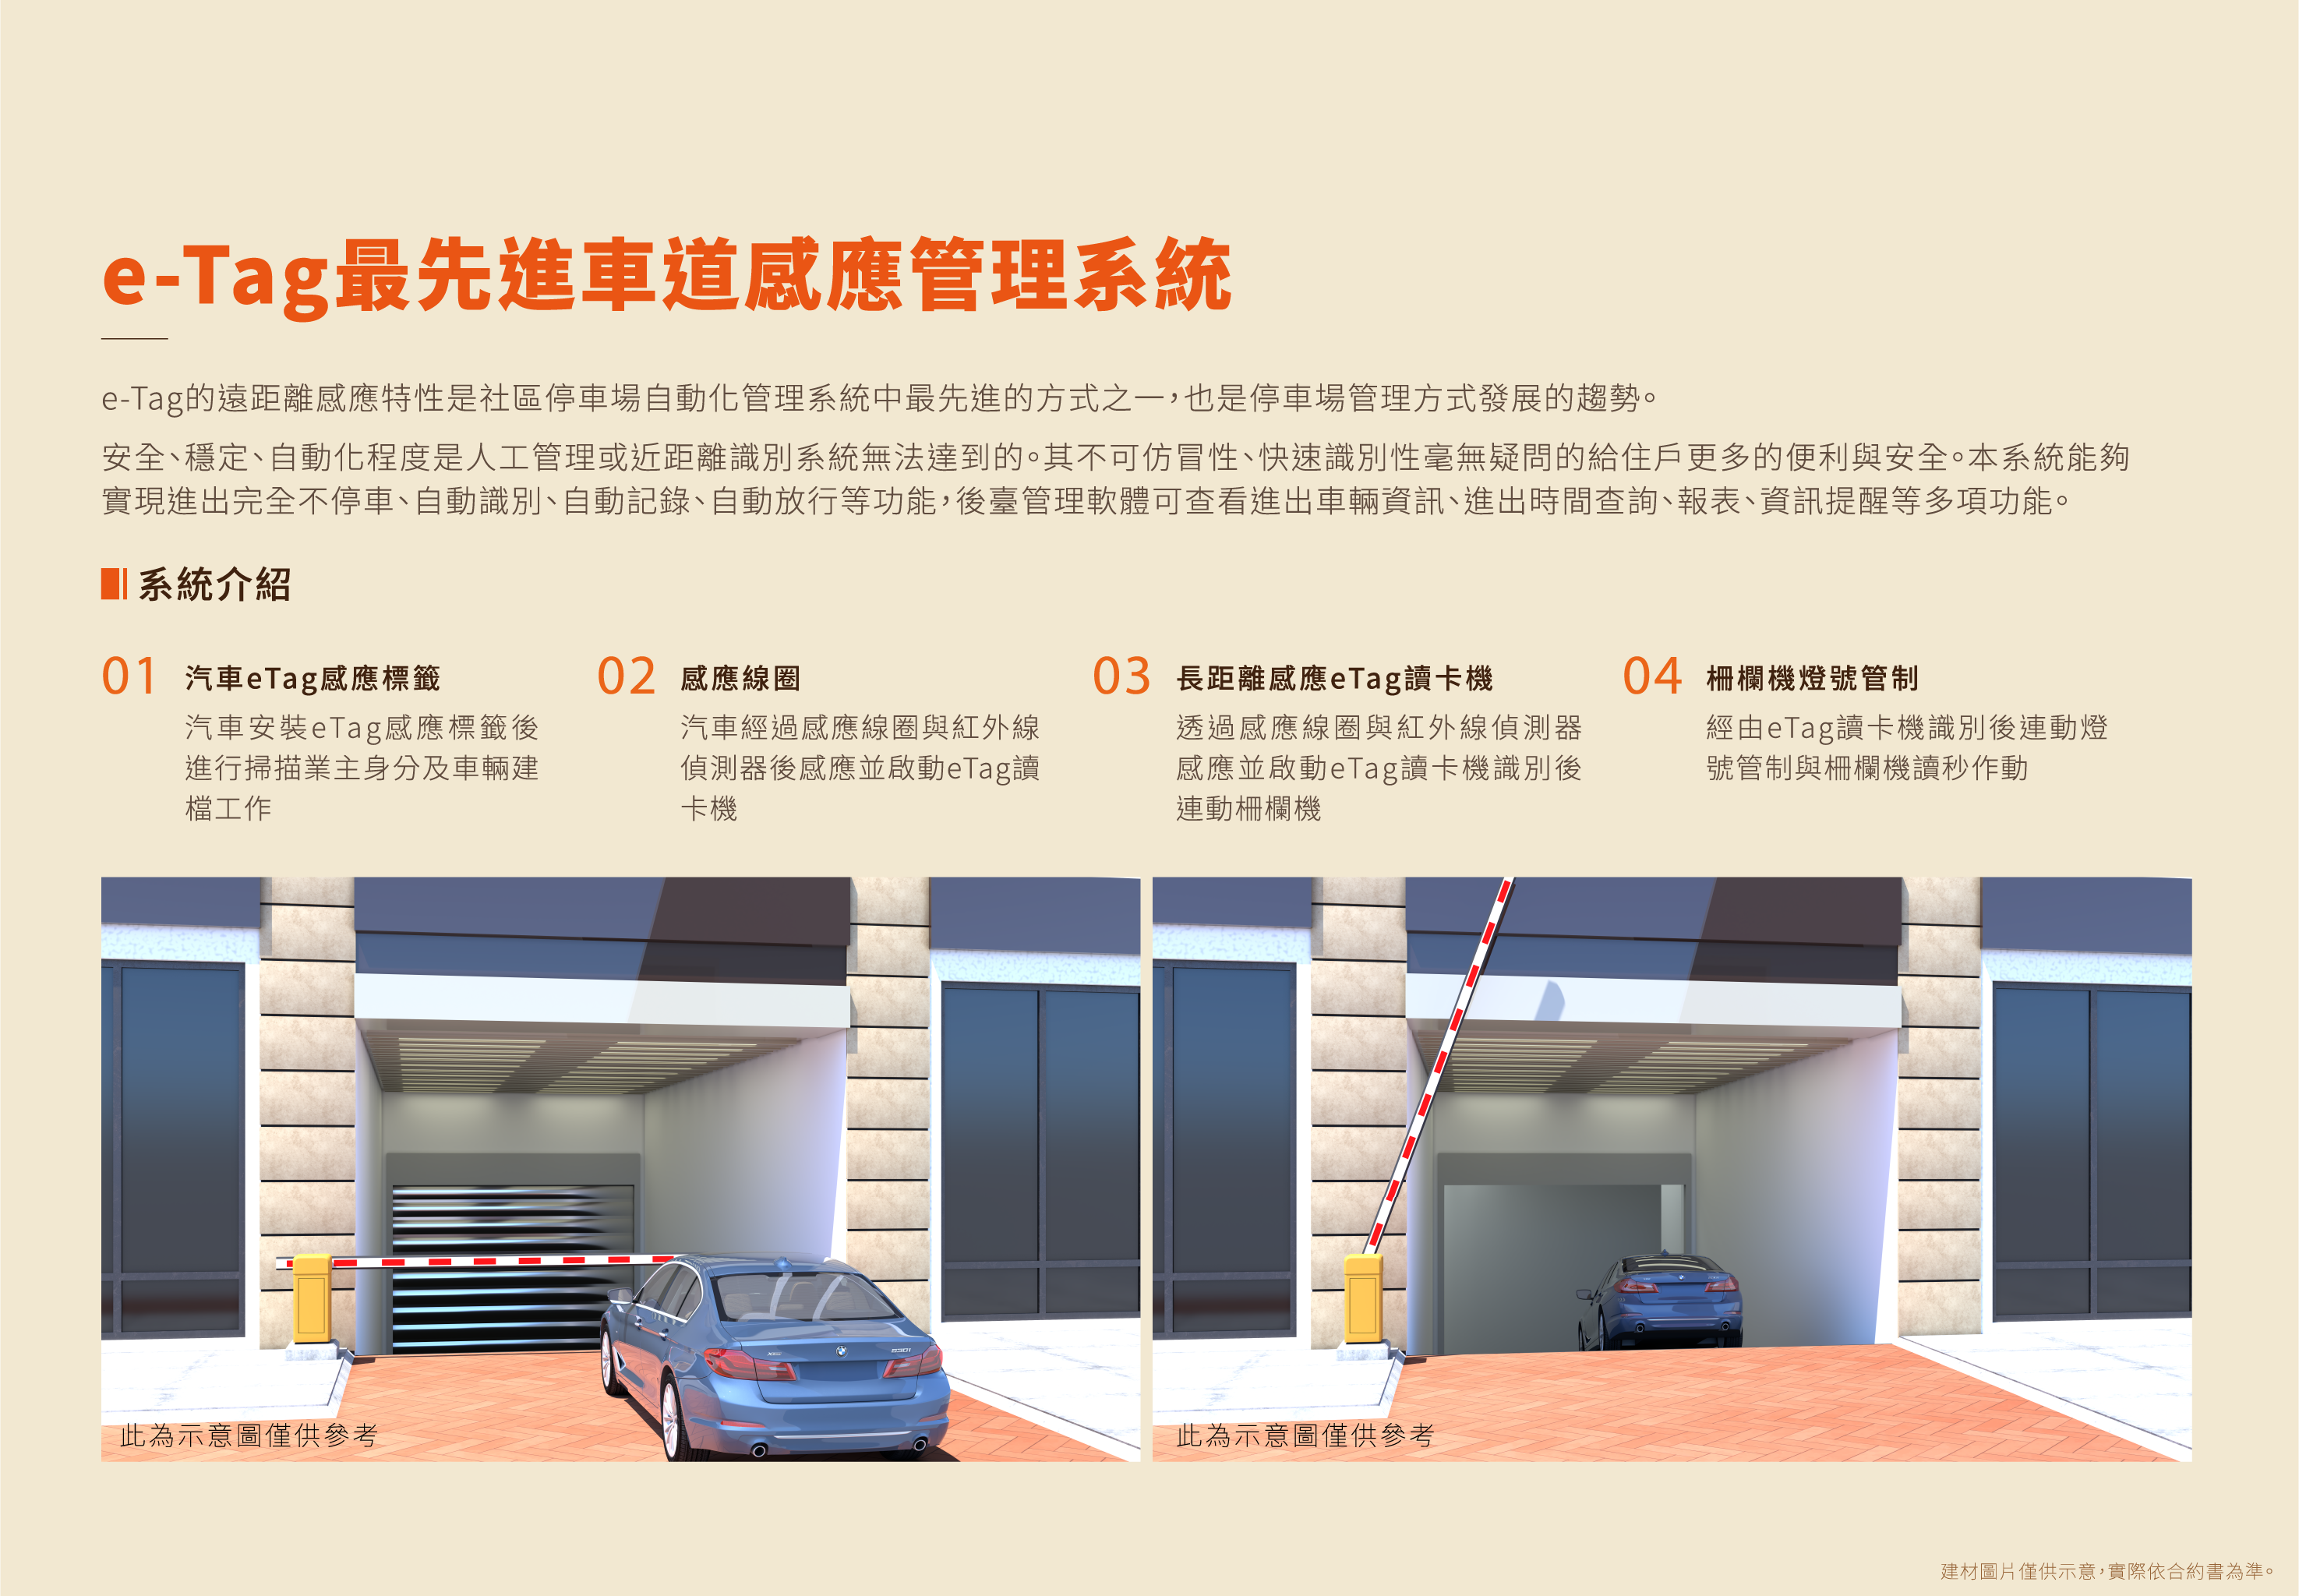 e-Tag最先進車道感應管理系統
e-Tag的遠距離感應特性是社區停車場自動化管理系統中最先進的方式之一，也是停車場管理方式發展的趨勢。
安全、穩定、自動化程度是人工管理或近距離識別系統無法達到的。其不可仿冒性、快速識別性毫無疑問的給住戶更多的便利與安全。本系統能夠
實現進出完全不停車、自動識別、自動記錄、自動放行等功能，後臺管理軟體可查看進出車輛資訊、進出時間查詢、報表、資訊提醒等多項功能。
系統介紹
01 汽車eTag感應標籤
汽車安裝eTag感應標籤後
進行掃描業主身分及車輛建
檔工作
02 感應線圈
汽車經過感應線圈與紅外線
偵測器後感應並啟動eTag讀
卡機
03 長距離感應eTag讀卡機
透過感應線圈與紅外線偵測器
感應並啟動eTag讀卡機識別後
連動柵欄機
04 柵欄機燈號管制
經由eTag讀卡機識別後連動燈
號管制與柵欄機讀秒作動
530i
此為示意圖僅供參考
此為示意圖僅供參考
建材圖片僅供示意，實際依合約書為準。